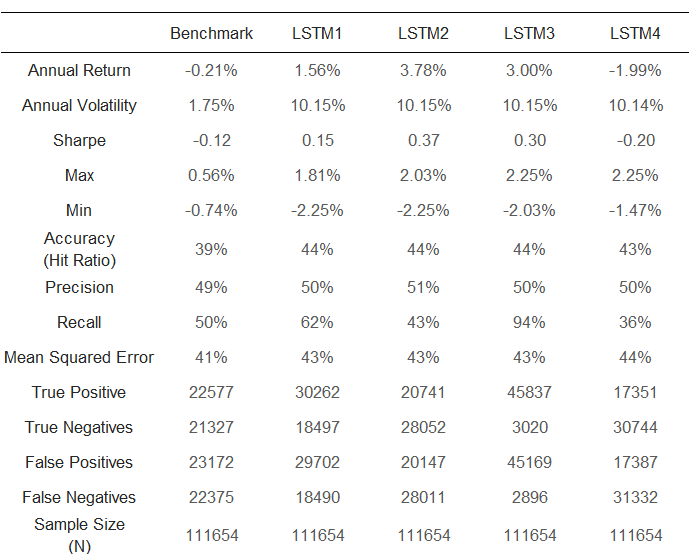 Benchmark LSTM1 LSTM2 LSTM3 LSTM4
Annual Return -0.21% 1.56% 3.78% 3.00% -1.99%
Annual Volatility 1.75% 10.15% 10.15% 10.15% 10.14%
Sharpe -0.12 0.15 0.37 0.30 -0.20
Max 0.56% 1.81% 2.03% 2.25% 2.25%
Min -0.74% -2.25% -2.25% -2.03% -1.47%
Accuracy
(Hit Ratio) 39% 44% 44% 44% 43%
Precision 49% 50% 51% 50% 50%
Recall 50% 62% 43% 94% 36%
Mean Squared Error 41% 43% 43% 43% 44%
True Positive 22577 30262 20741 45837 17351
True Negatives 21327 18497 28052 3020 30744
False Positives 23172 29702 20147 45169 17387
False Negatives 22375 18490 28011 2896 31332
Sample Size
(N) 111654 111654 111654 111654 111654